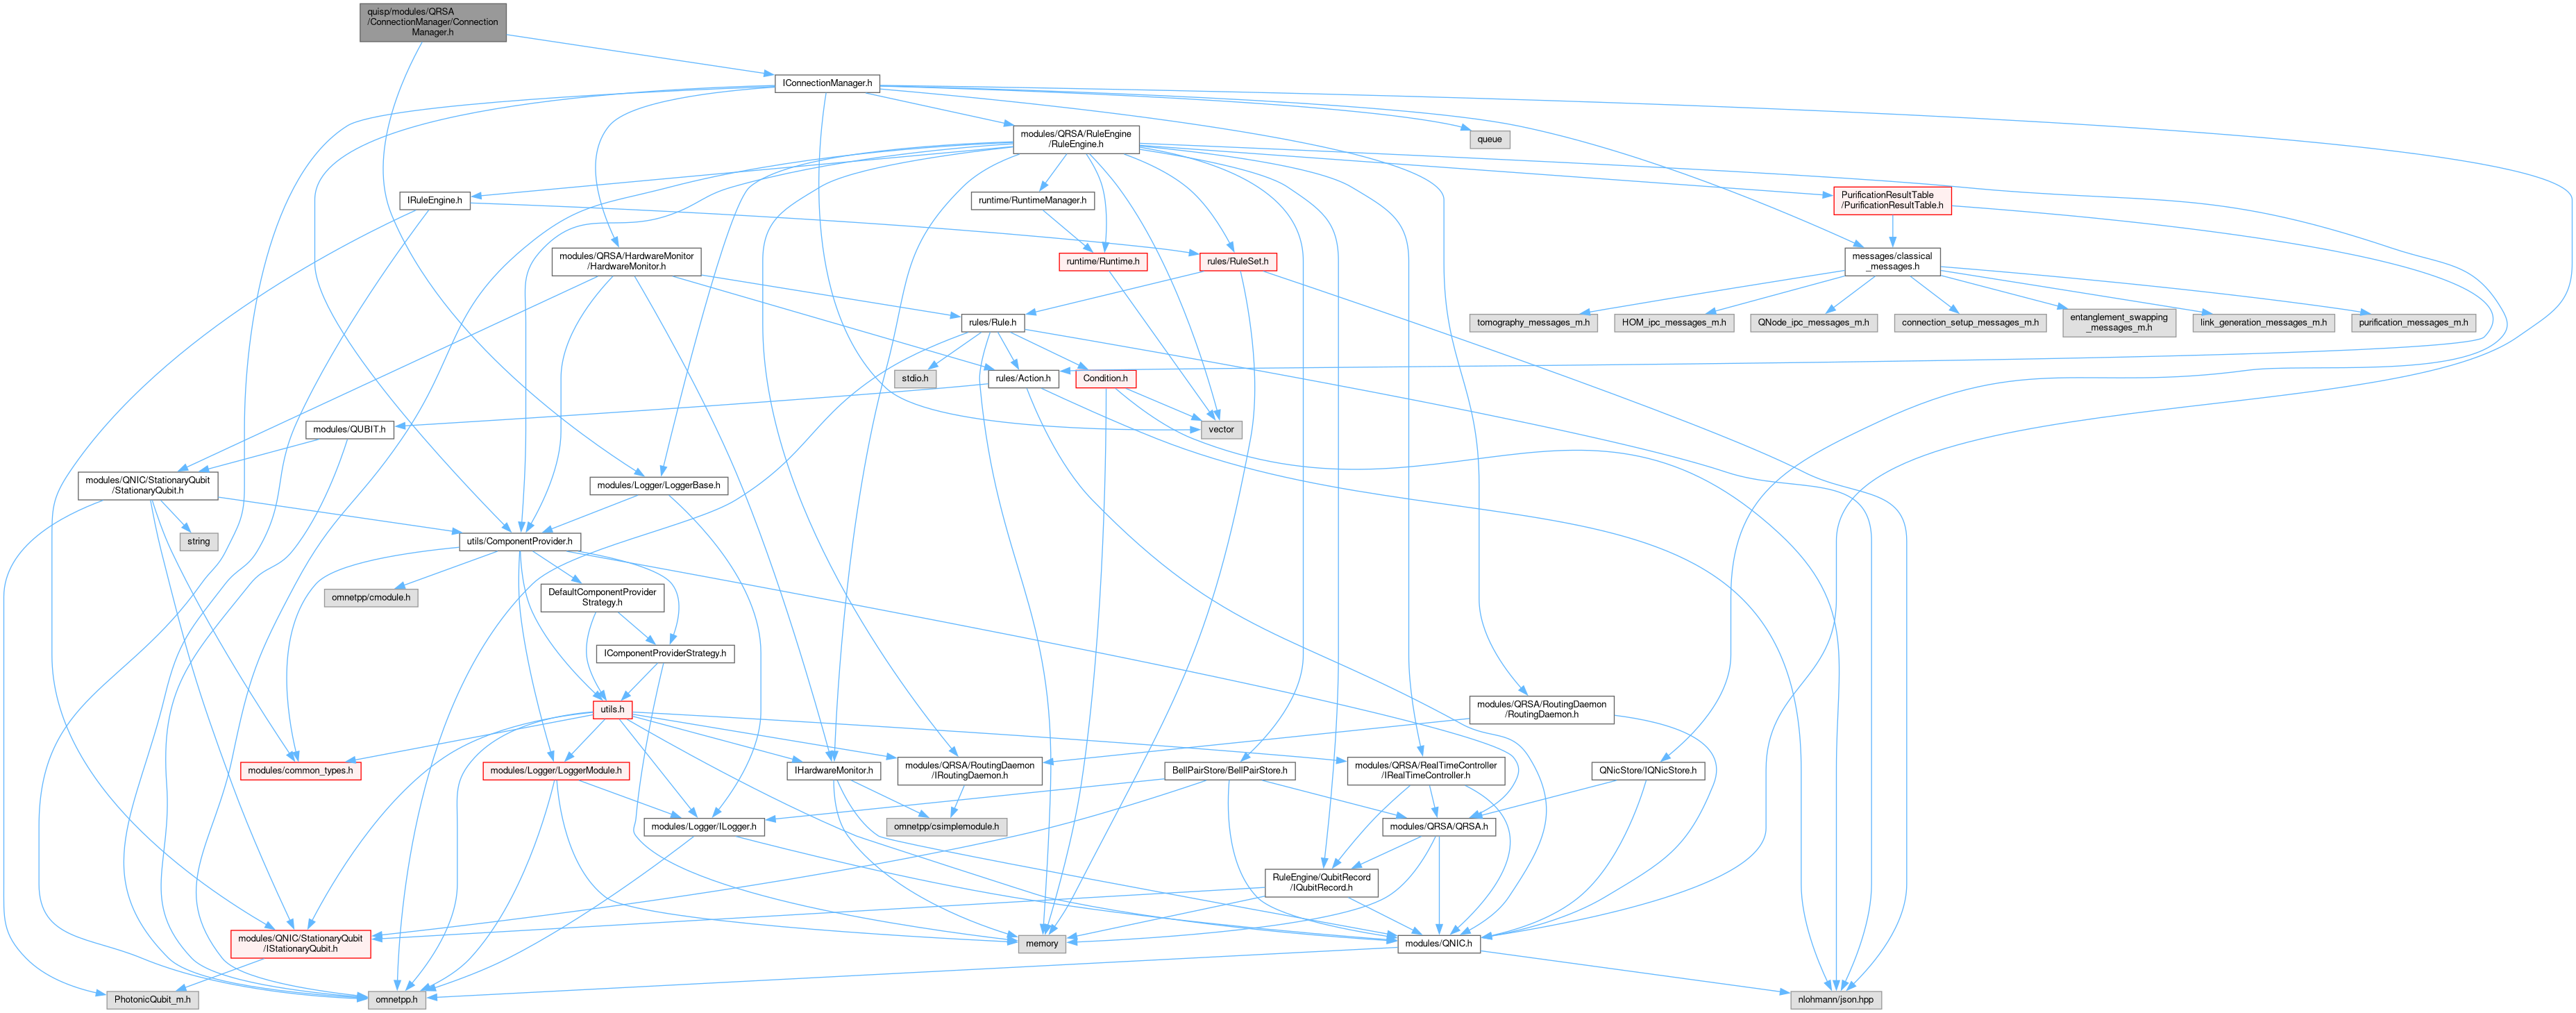 quisp/modules/QRSA
/ConnectionManager/Connection
Manager.h
IConnectionManager.h
modules/QRSA/RuleEngine
/RuleEngine.h
queue
IRuleEngine.h
runtime/RuntimeManager.h
PurificationResultTable
/PurificationResultTable.h
modules/QRSA/HardwareMonitor
/HardwareMonitor.h
runtime/Runtime.h
rules/RuleSet.h
messages/classical
_messages.h
rules/Rule.h
tomography_messages_m.h
HOM_ipc_messages_m.h
QNode_ipc_messages_m.h
connection_setup_messages_m.h
entanglement_swapping
_messages_m.h
link_generation_messages_m.h
purification_messages_m.h
stdio.h
rules/Action.h
Condition.h
modules/QUBIT.h
vector
modules/QNIC/StationaryQubit
/StationaryQubit.h
modules/Logger/LoggerBase.h
string
utils/ComponentProvider.h
omnetpp/cmodule.h
DefaultComponentProvider
Strategy.h
IComponentProviderStrategy.h
utils.h
modules/QRSA/RoutingDaemon
/RoutingDaemon.h
modules/common_types.h
modules/Logger/LoggerModule.h
IHardwareMonitor.h
modules/QRSA/RoutingDaemon
/IRoutingDaemon.h
BellPairStore/BellPairStore.h
modules/QRSA/RealTimeController
/IRealTimeController.h
QNicStore/IQNicStore.h
modules/Logger/ILogger.h
omnetpp/csimplemodule.h
modules/QRSA/QRSA.h
RuleEngine/QubitRecord
/IQubitRecord.h
modules/QNIC/StationaryQubit
/IStationaryQubit.h
memory
modules/QNIC.h
PhotonicQubit_m.h
omnetpp.h
nlohmann/json.hpp